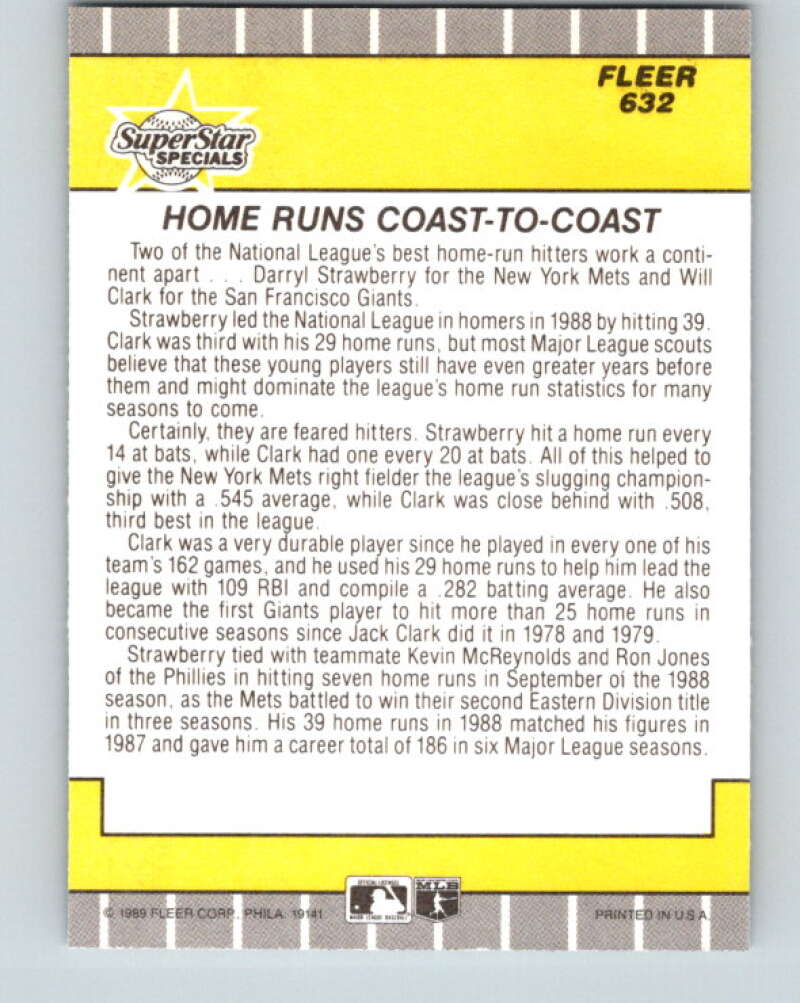 FLEER
632
SuperStar
SPECIALS
HOME RUNS COAST-TO-COAST
Two of the National League's best home-run hitters work a conti-
nent apart . . . Darryl Strawberry for the New York Mets and Will
Clark for the San Francisco Giants.
Strawberry led the National League in homers in 1988 by hitting 39.
Clark was third with his 29 home runs, but most Major League scouts
believe that these young players still have even greater years before
them and might dominate the league's home run statistics for many
seasons to come.
Certainly, they are feared hitters. Strawberry hit a home run every
14 at bats, while Clark had one every 20 at bats. All of this helped to
give the New York Mets right fielder the league's slugging champion-
ship with a .545 average, while Clark was close behind with .508,
third best in the league.
Clark was a very durable player since he played in every one of his
team's 162 games, and he used his 29 home runs to help him lead the
league with 109 RBI and compile a .282 batting average. He also
became the first Giants player to hit more than 25 home runs in
consecutive seasons since Jack Clark did it in 1978 and 1979.
Strawberry tied with teammate Kevin McReynolds and Ron Jones
of the Phillies in hitting seven home runs in September of the 1988
season, as the Mets battled to win their second Eastern Division title
in three seasons. His 39 home runs in 1988 matched his figures in
1987 and gave him a career total of 186 in six Major League seasons.
© 1989 FLEER CORP., PHILA. 19141
OFFICIAL LICENSEE
MAJOR LEAGUE BASEBALL
MLB
PRINTED IN U.S.A.